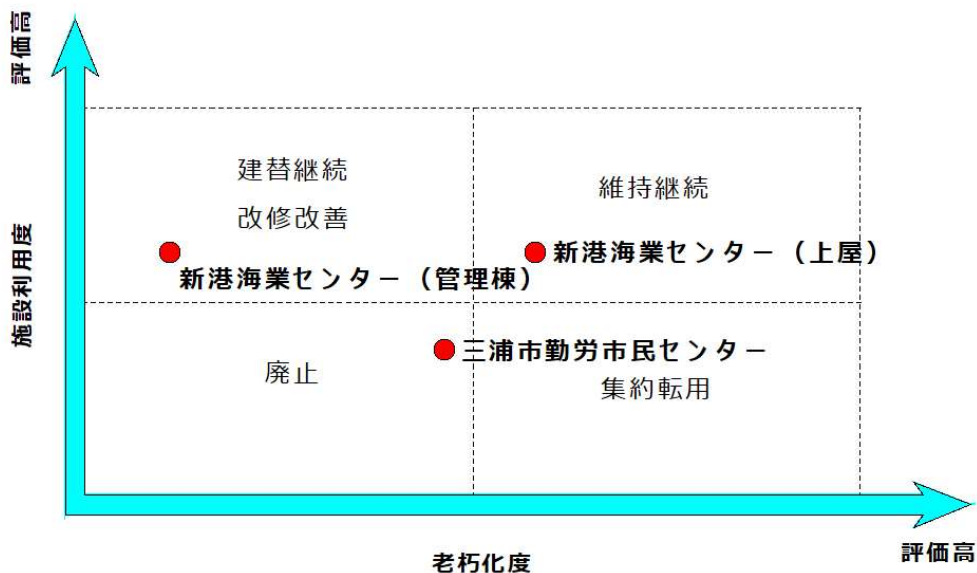 評価高
建替継続
改修改善
維持継続
新港海業センター（上屋）
新港海業センター（管理棟）
施設利用度
三浦市勤労市民センター
廃止
集約転用
評価高
老朽化度